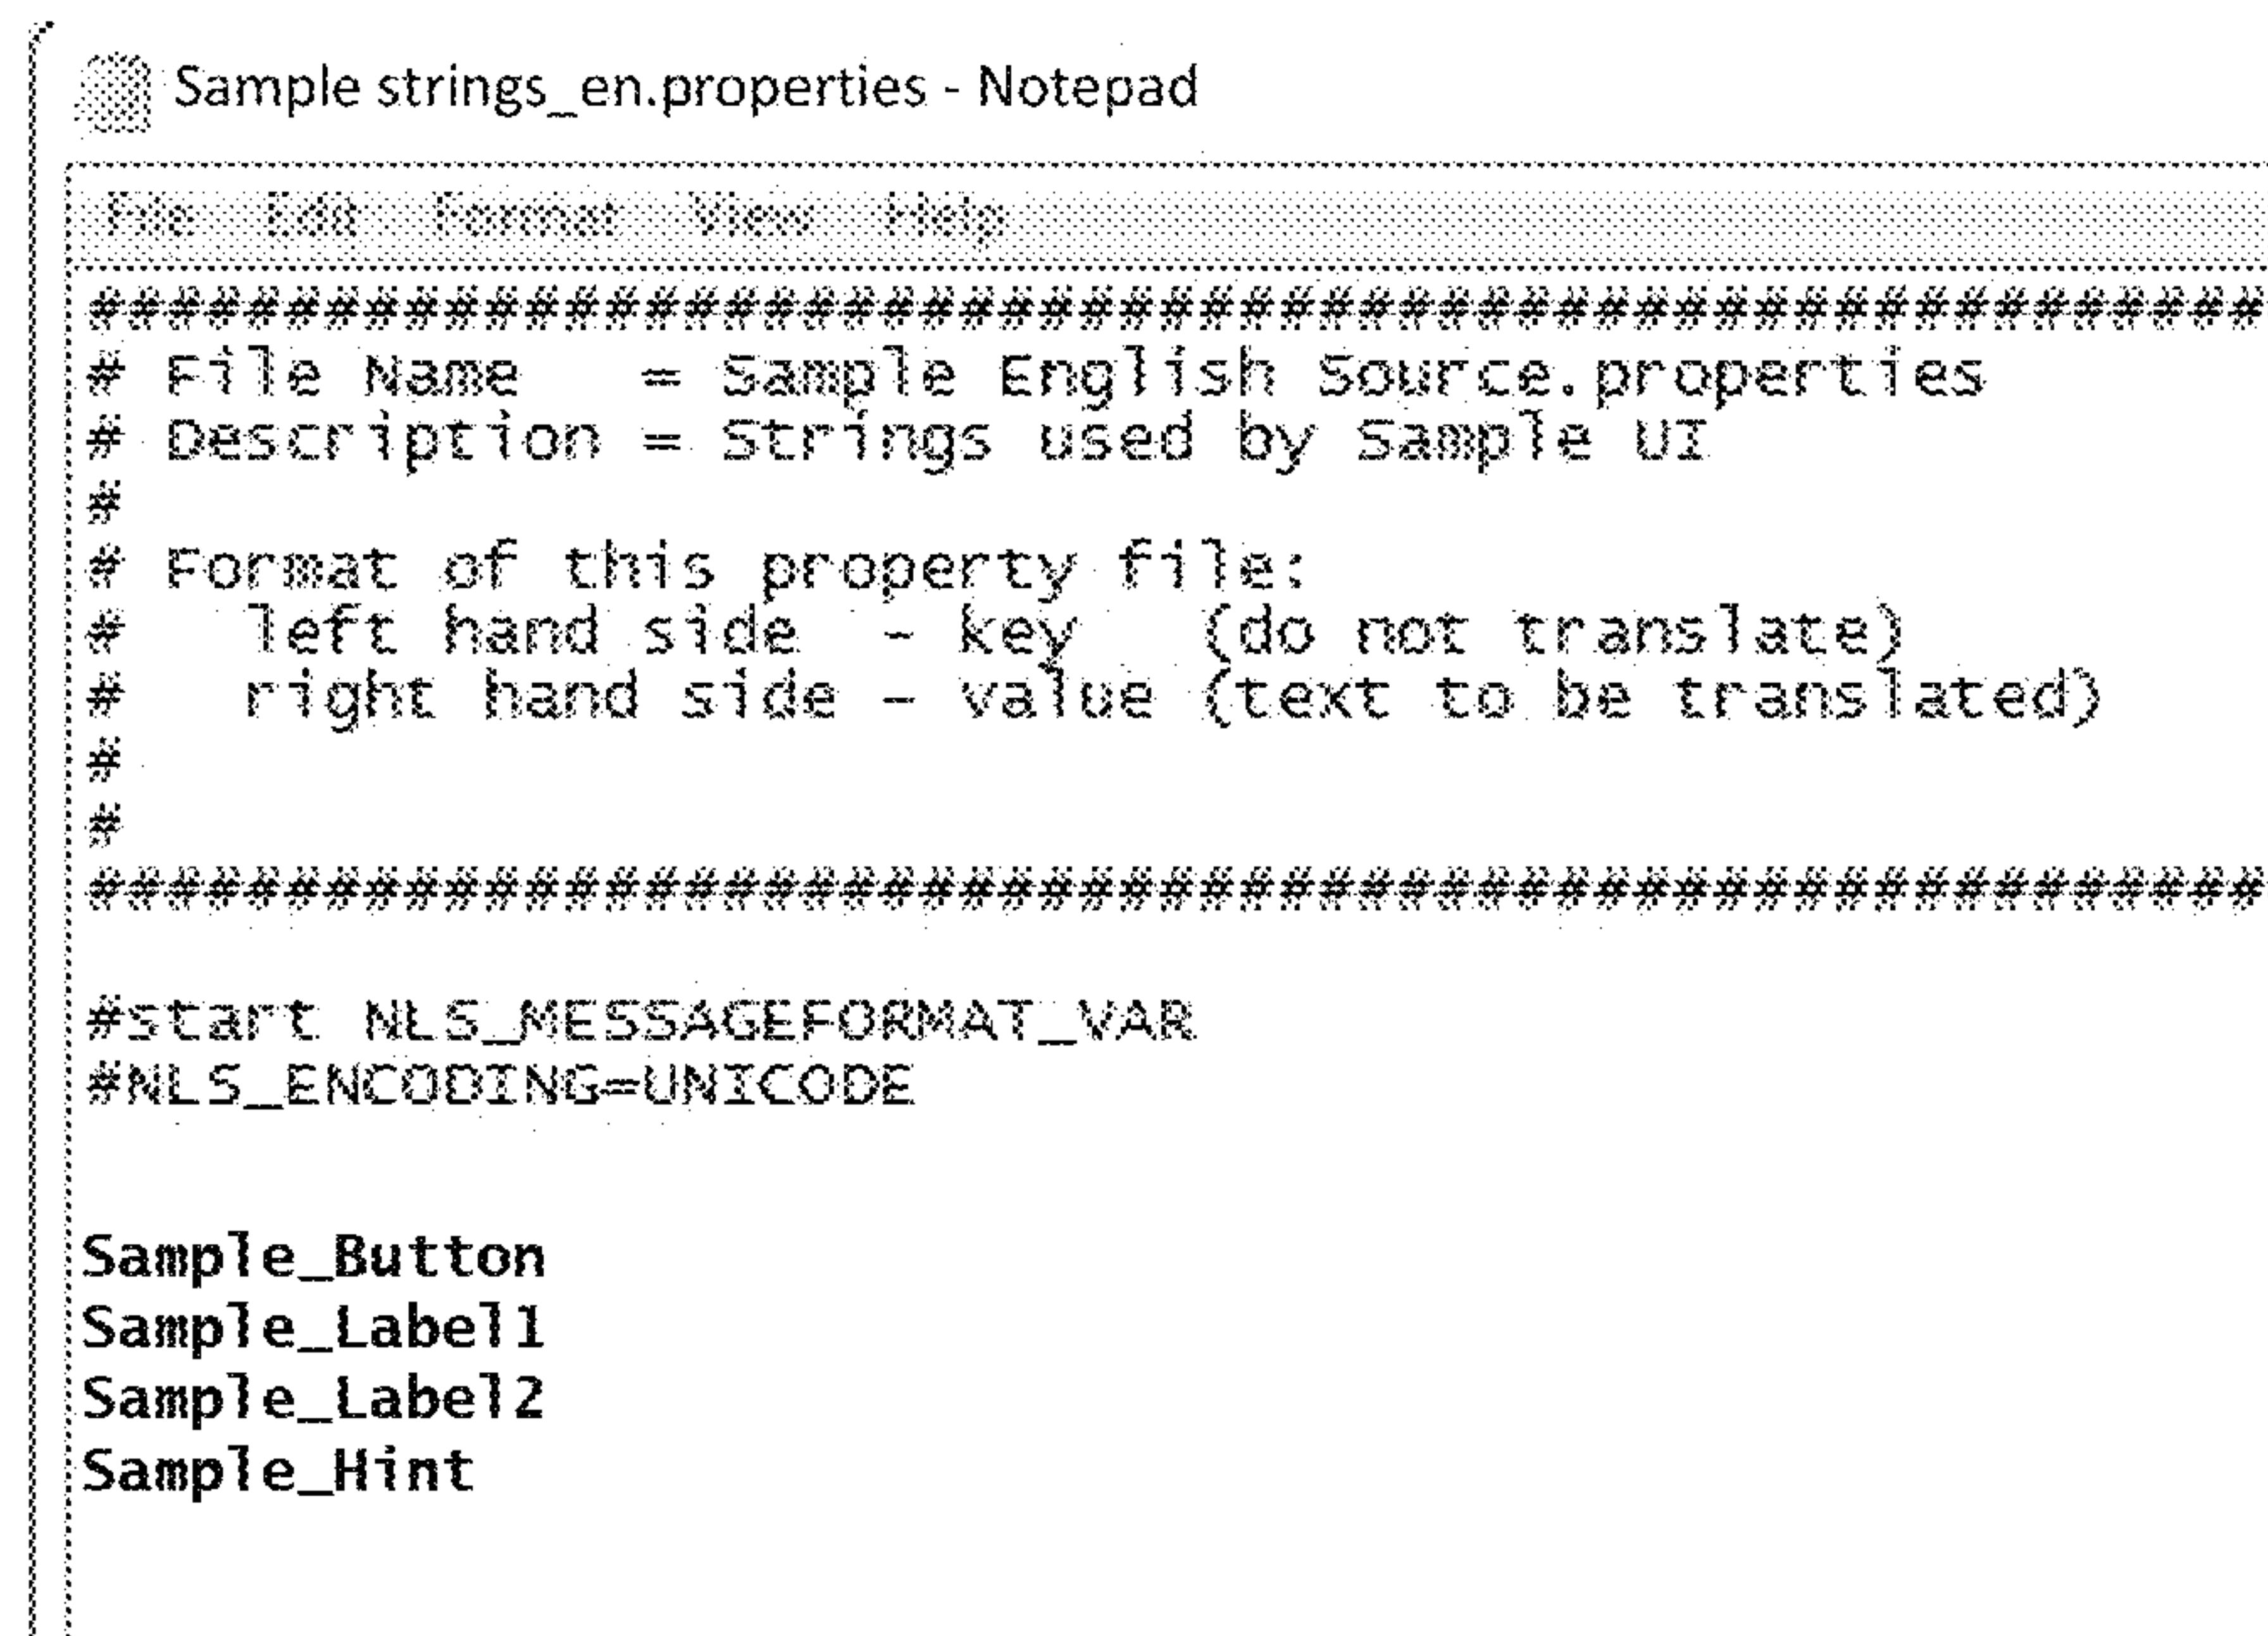 Sample strings_en.properties - Notepad
File Edit Format View Help
######################################################
# File Name   = Sample English Source.properties
# Description = Strings used by Sample UI
#
# Format of this property file:
#   left hand side  - key   (do not translate)
#   right hand side - value (text to be translated)
#
#
######################################################
#start NLS_MESSAGEFORMAT_VAR
#NLS_ENCODING=UNICODE
Sample_Button
Sample_Label1
Sample_Label2
Sample_Hint